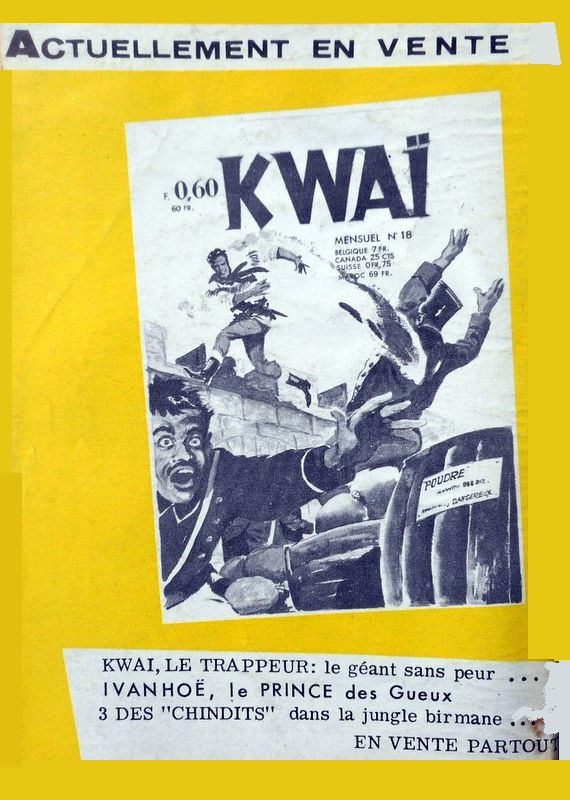 ACTUELLEMENT EN VENTE
F. 0,60
60 FR.
KWAÏ
MENSUEL N° 18
BELGIQUE 7 FR.
CANADA 25 CTS
SUISSE 0FR,75
MAROC 69 FR.
POUDRE
DANGEREUX.
KWAI, LE TRAPPEUR: le géant sans peur ...
IVANHOË, le PRINCE des Gueux
3 DES "CHINDITS" dans la jungle birmane ...
EN VENTE PARTOUT